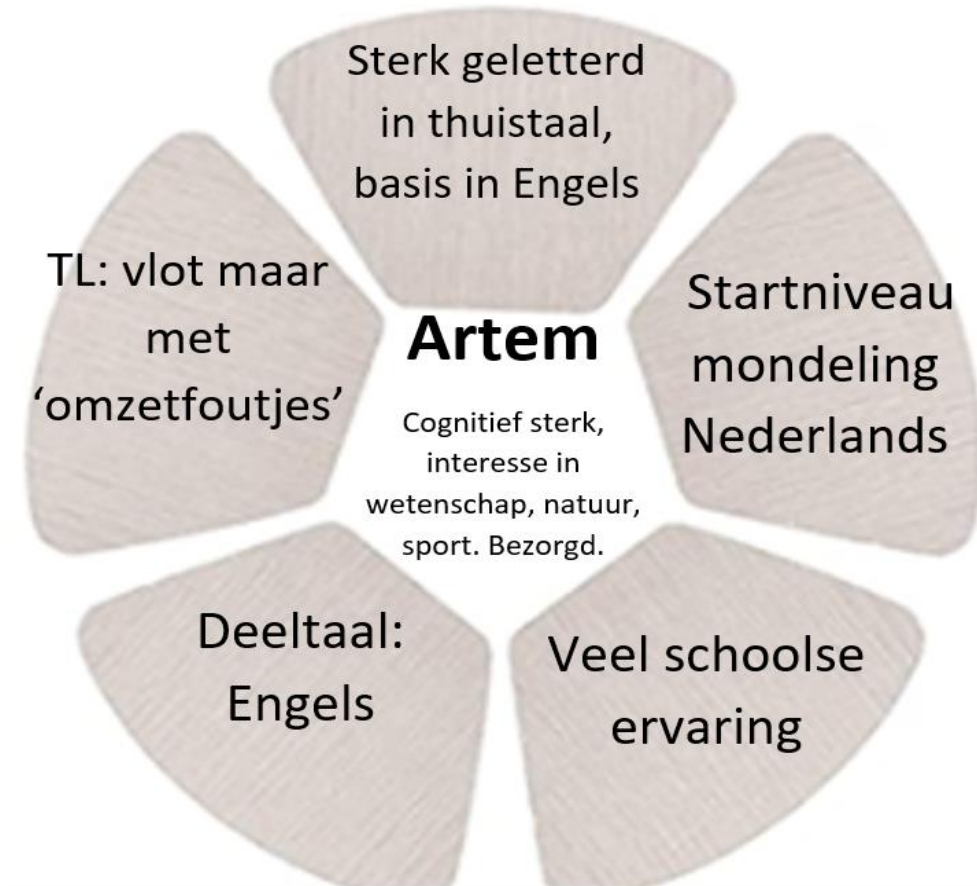 Sterk geletterd
in thuistaal,
basis in Engels
TL: vlot maar
met
‘omzetfoutjes’
Startniveau
mondeling
Nederlands
Artem
Cognitief sterk,
interesse in
wetenschap, natuur,
sport. Bezorgd.
Deeltaal:
Engels
Veel schoolse
ervaring